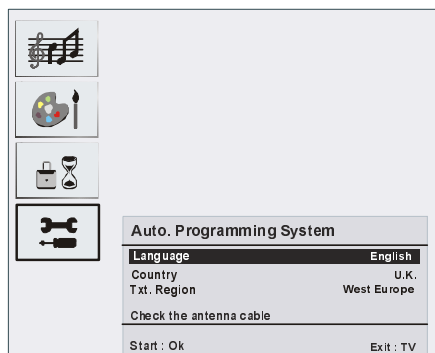 Auto. Programming System
Language English
Country U.K.
Txt. Region West Europe
Check the antenna cable
Start : Ok Exit : TV